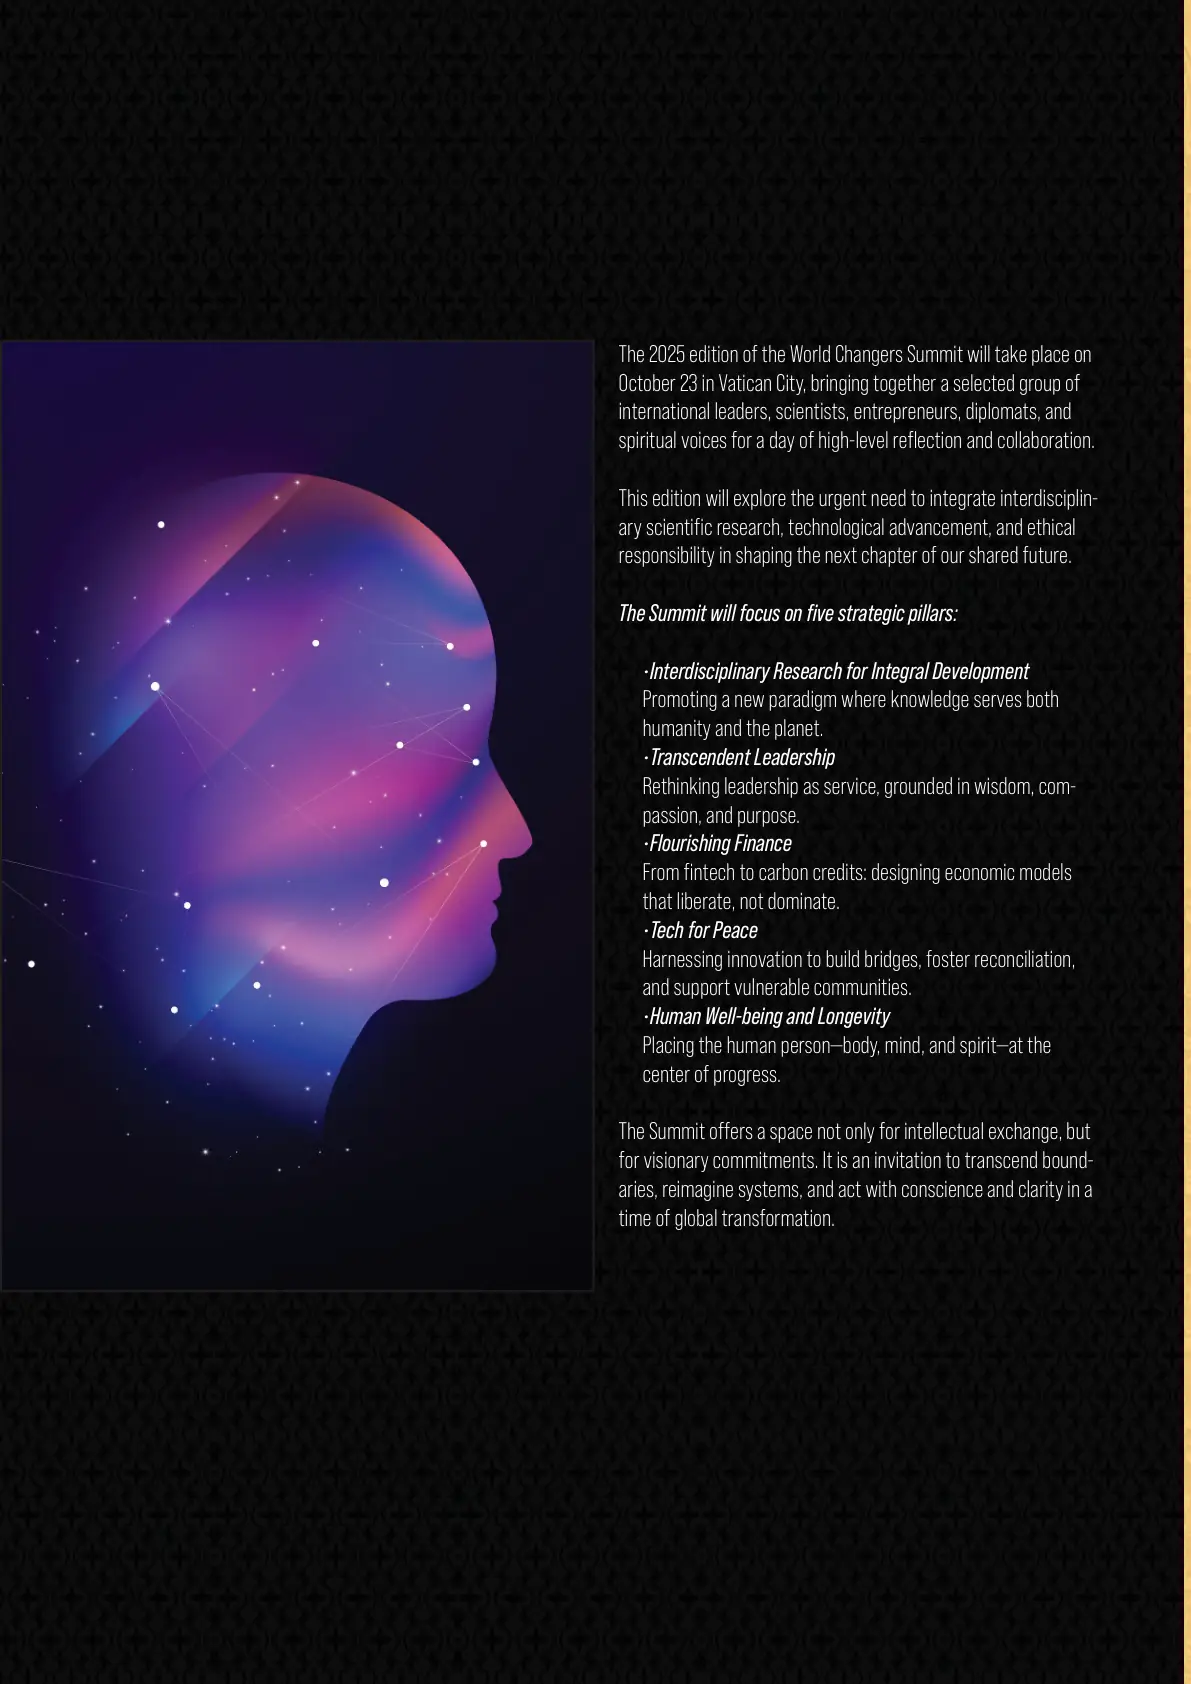 The 2025 edition of the World Changers Summit will take place on
October 23 in Vatican City, bringing together a selected group of
international leaders, scientists, entrepreneurs, diplomats, and
spiritual voices for a day of high-level reflection and collaboration.
This edition will explore the urgent need to integrate interdisciplin-
ary scientific research, technological advancement, and ethical
responsibility in shaping the next chapter of our shared future.
The Summit will focus on five strategic pillars:
·Interdisciplinary Research for Integral Development
Promoting a new paradigm where knowledge serves both
humanity and the planet.
·Transcendent Leadership
Rethinking leadership as service, grounded in wisdom, com-
passion, and purpose.
·Flourishing Finance
From fintech to carbon credits: designing economic models
that liberate, not dominate.
·Tech for Peace
Harnessing innovation to build bridges, foster reconciliation,
and support vulnerable communities.
·Human Well-being and Longevity
Placing the human person—body, mind, and spirit—at the
center of progress.
The Summit offers a space not only for intellectual exchange, but
for visionary commitments. It is an invitation to transcend bound-
aries, reimagine systems, and act with conscience and clarity in a
time of global transformation.